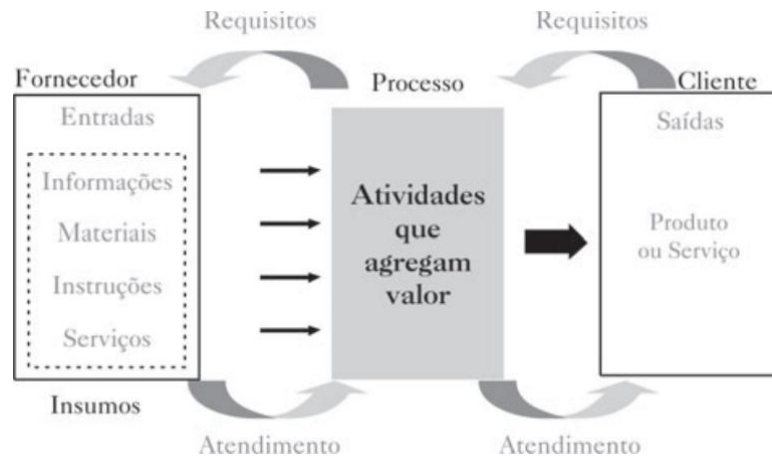 Requisitos
Requisitos
Fornecedor
Processo
Cliente
Entradas
Saídas
Informações
Materiais
Instruções
Serviços
Atividades
que
agregam
valor
Produto
ou Serviço
Insumos
Atendimento
Atendimento